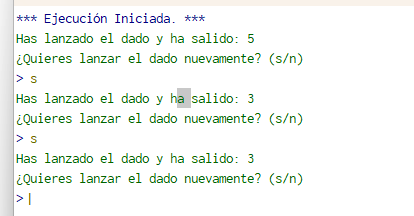 *** Ejecución Iniciada. ***
Has lanzado el dado y ha salido: 5
¿Quieres lanzar el dado nuevamente? (s/n)
> s
Has lanzado el dado y ha salido: 3
¿Quieres lanzar el dado nuevamente? (s/n)
> s
Has lanzado el dado y ha salido: 3
¿Quieres lanzar el dado nuevamente? (s/n)
>